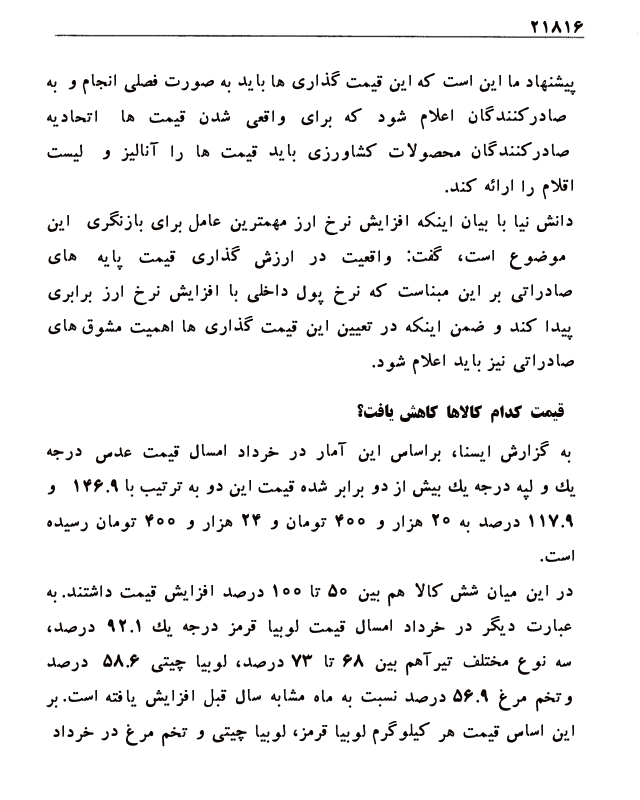 ۲۱۸۱۶
پیشنهاد ما این است که این قیمت گذاری ها باید به صورت فصلی انجام و به
صادرکنندگان اعلام شود که برای واقعی شدن قیمت ها اتحادیه
صادرکنندگان محصولات کشاورزی باید قیمت ها را آنالیز و لیست
اقلام را ارائه کند.
دانش نیا با بیان اینکه افزایش نرخ ارز مهمترین عامل برای بازنگری این
موضوع است، گفت: واقعیت در ارزش گذاری قیمت پایه های
صادراتی بر این مبناست که نرخ پول داخلی با افزایش نرخ ارز برابری
پیدا کند و ضمن اینکه در تعیین این قیمت گذاری ها اهمیت مشوق های
صادراتی نیز باید اعلام شود.
قیمت کدام کالاها کاهش یافت؟
به گزارش ایسنا، براساس این آمار در خرداد امسال قیمت عدس درجه
یك و لپه درجه یك بیش از دو برابر شده قیمت این دو به ترتیب با ۱۴۶.۹ و
۱۱۷.۹ درصد به ۲۰ هزار و ۴۰۰ تومان و ۲۴ هزار و ۴۰۰ تومان رسیده
است.
در این میان شش کالا هم بین ۵۰ تا ۱۰۰ درصد افزایش قیمت داشتند. به
عبارت دیگر در خرداد امسال قیمت لوبیا قرمز درجه یك ۹۲.۱ درصد،
سه نوع مختلف تیرآهم بین ۶۸ تا ۷۳ درصد، لوبیا چیتی ۵۸.۶ درصد
وتخم مرغ ۵۶.۹ درصد نسبت به ماه مشابه سال قبل افزایش یافته است. بر
این اساس قیمت هر کیلوگرم لوبیا قرمز، لوبیا چیتی و تخم مرغ در خرداد